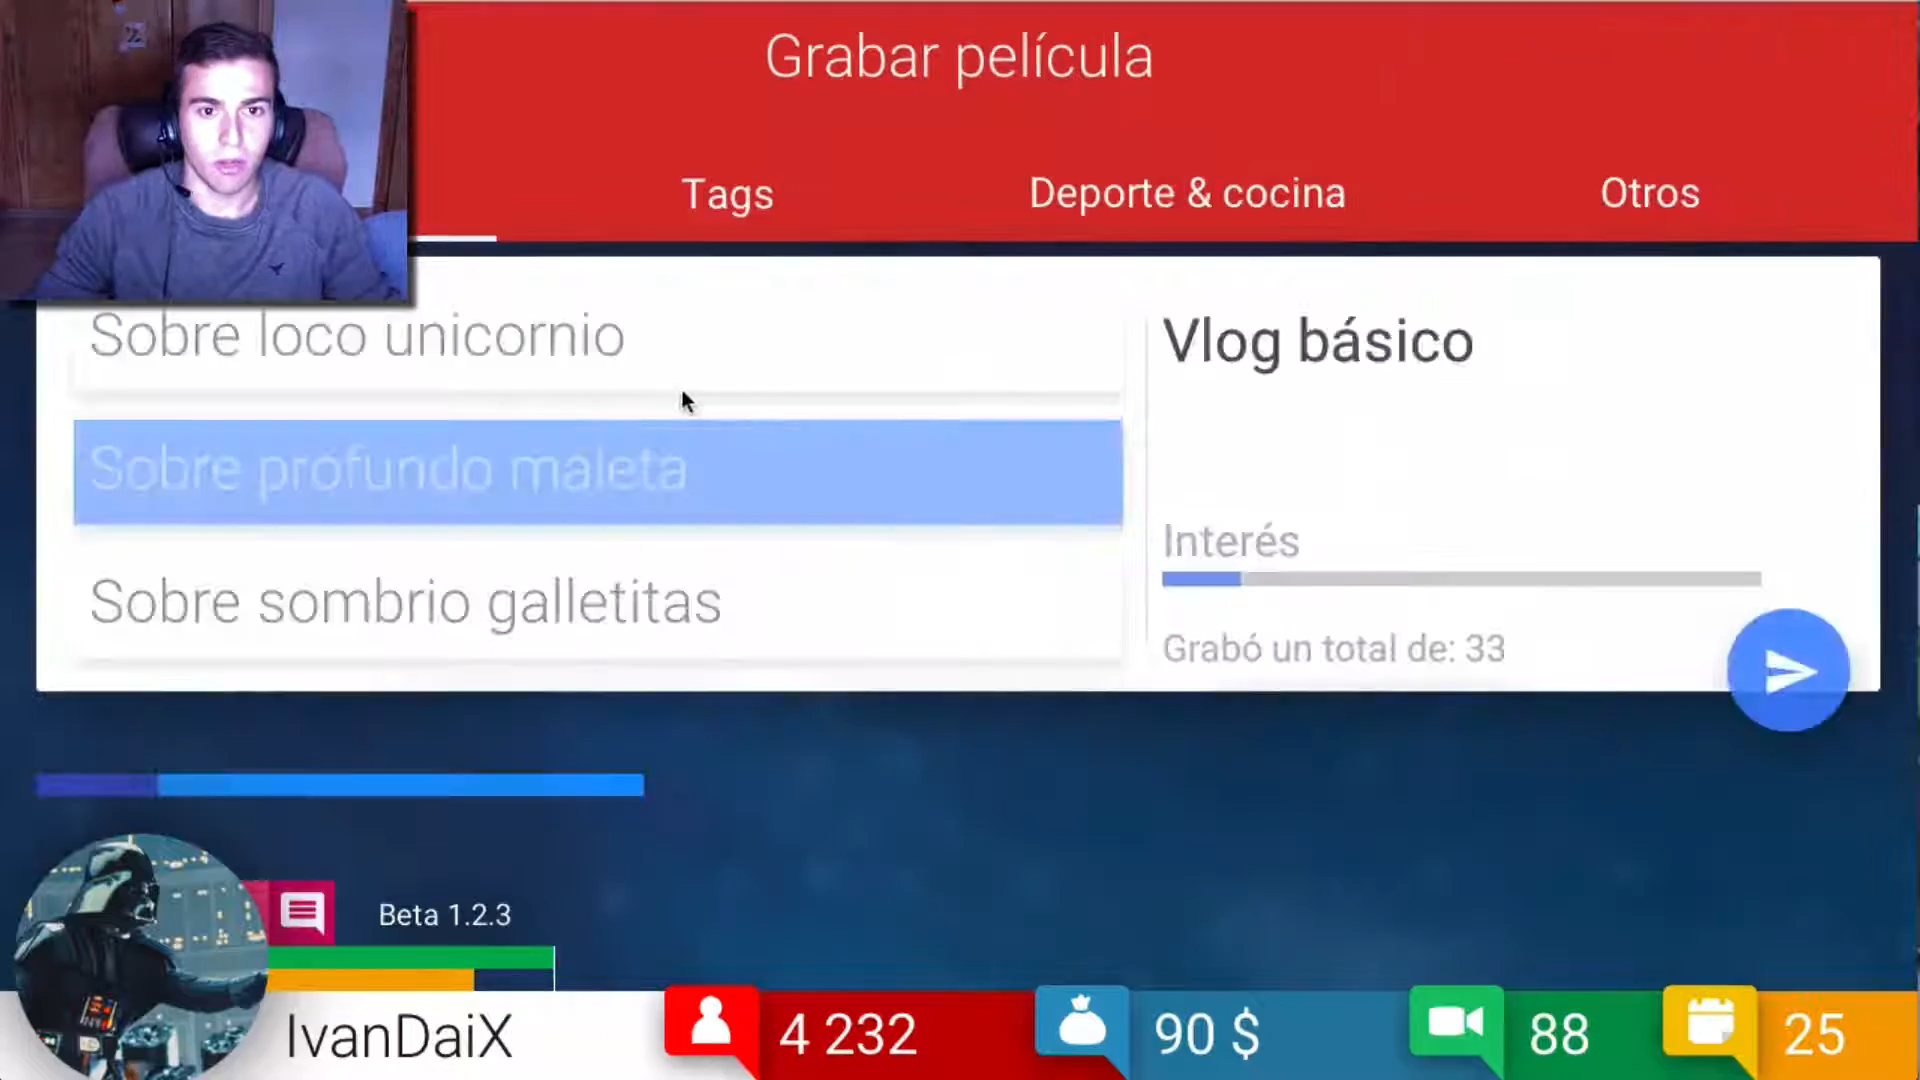 Grabar película
Tags
Deporte & cocina
Otros
Sobre loco unicornio
Sobre profundo maleta
Sobre sombrio galletitas
Vlog básico
Interés
Grabó un total de: 33
Beta 1.2.3
IvanDaiX
4 232
90 $
88
25